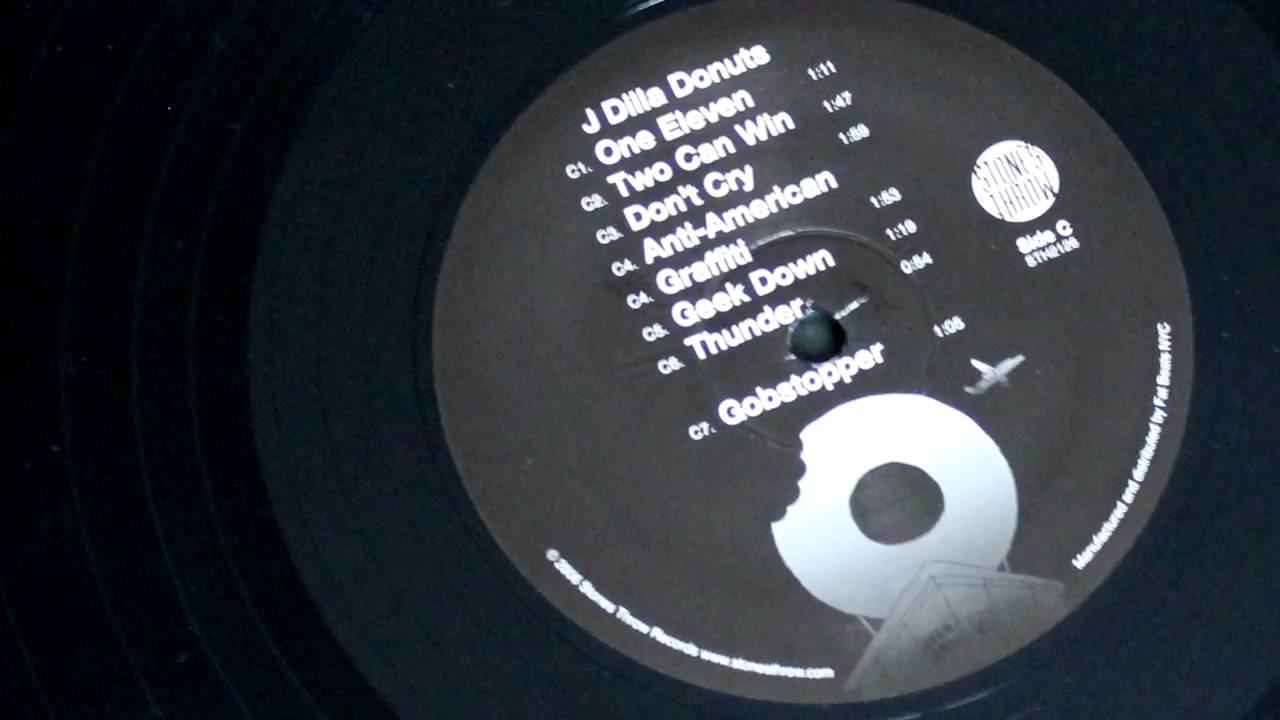 J Dilla Donuts
C1. One Eleven 1:11
C2. Two Can Win 1:47
C3. Don't Cry 1:59
C4. Anti-American
C4. Graffiti 1:53
C5. Geek Down 1:19
C6. Thunder 0:54
C7. Gobstopper 1:05
STONES THROW
Side C
STH2126
© 2006 Stones Throw Records www.stonesthrow.com
Manufactured and distributed by Fat Beats NYC